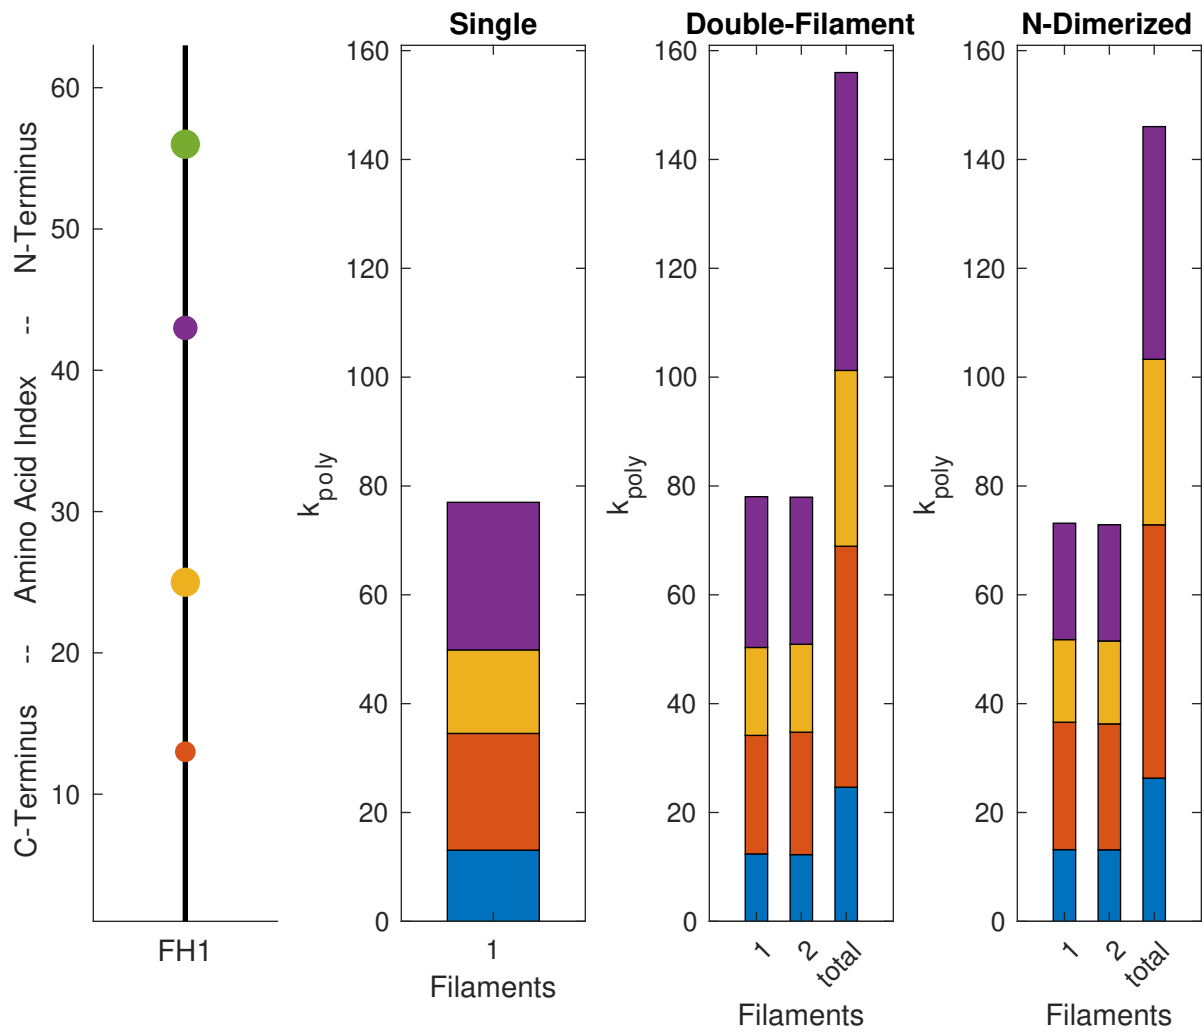 Single
Double-Filament
N-Dimerized
C-Terminus -- Amino Acid Index -- N-Terminus
60
50
40
30
20
10
FH1
k_poly
160
140
120
100
80
60
40
20
0
1
Filaments
k_poly
160
140
120
100
80
60
40
20
0
1
2
total
Filaments
k_poly
160
140
120
100
80
60
40
20
0
1
2
total
Filaments